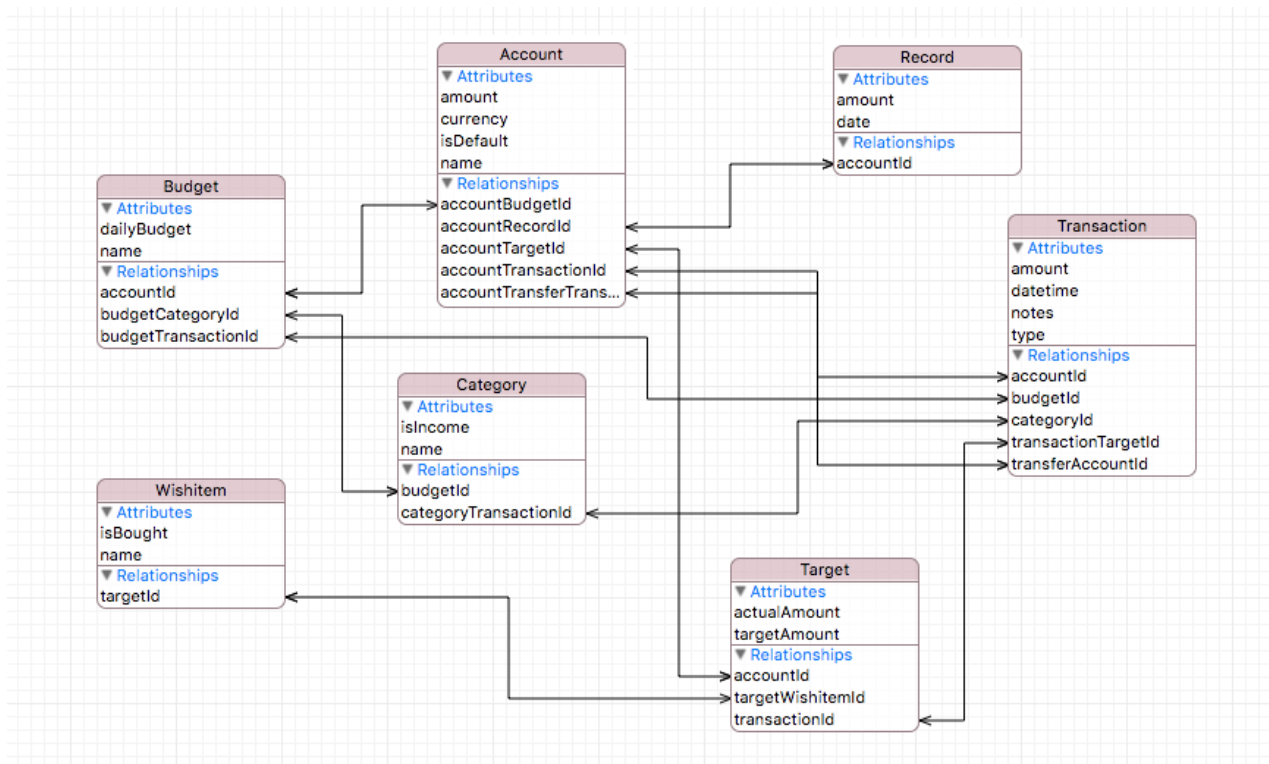 Account
▼ Attributes
amount
currency
isDefault
name
▼ Relationships
accountBudgetId
accountRecordId
accountTargetId
accountTransactionId
accountTransferTrans...
Record
▼ Attributes
amount
date
▼ Relationships
accountId
Budget
▼ Attributes
dailyBudget
name
▼ Relationships
accountId
budgetCategoryId
budgetTransactionId
Transaction
▼ Attributes
amount
datetime
notes
type
▼ Relationships
accountId
budgetId
categoryId
transactionTargetId
transferAccountId
Category
▼ Attributes
isIncome
name
▼ Relationships
budgetId
categoryTransactionId
Wishitem
▼ Attributes
isBought
name
▼ Relationships
targetId
Target
▼ Attributes
actualAmount
targetAmount
▼ Relationships
accountId
targetWishitemId
transactionId